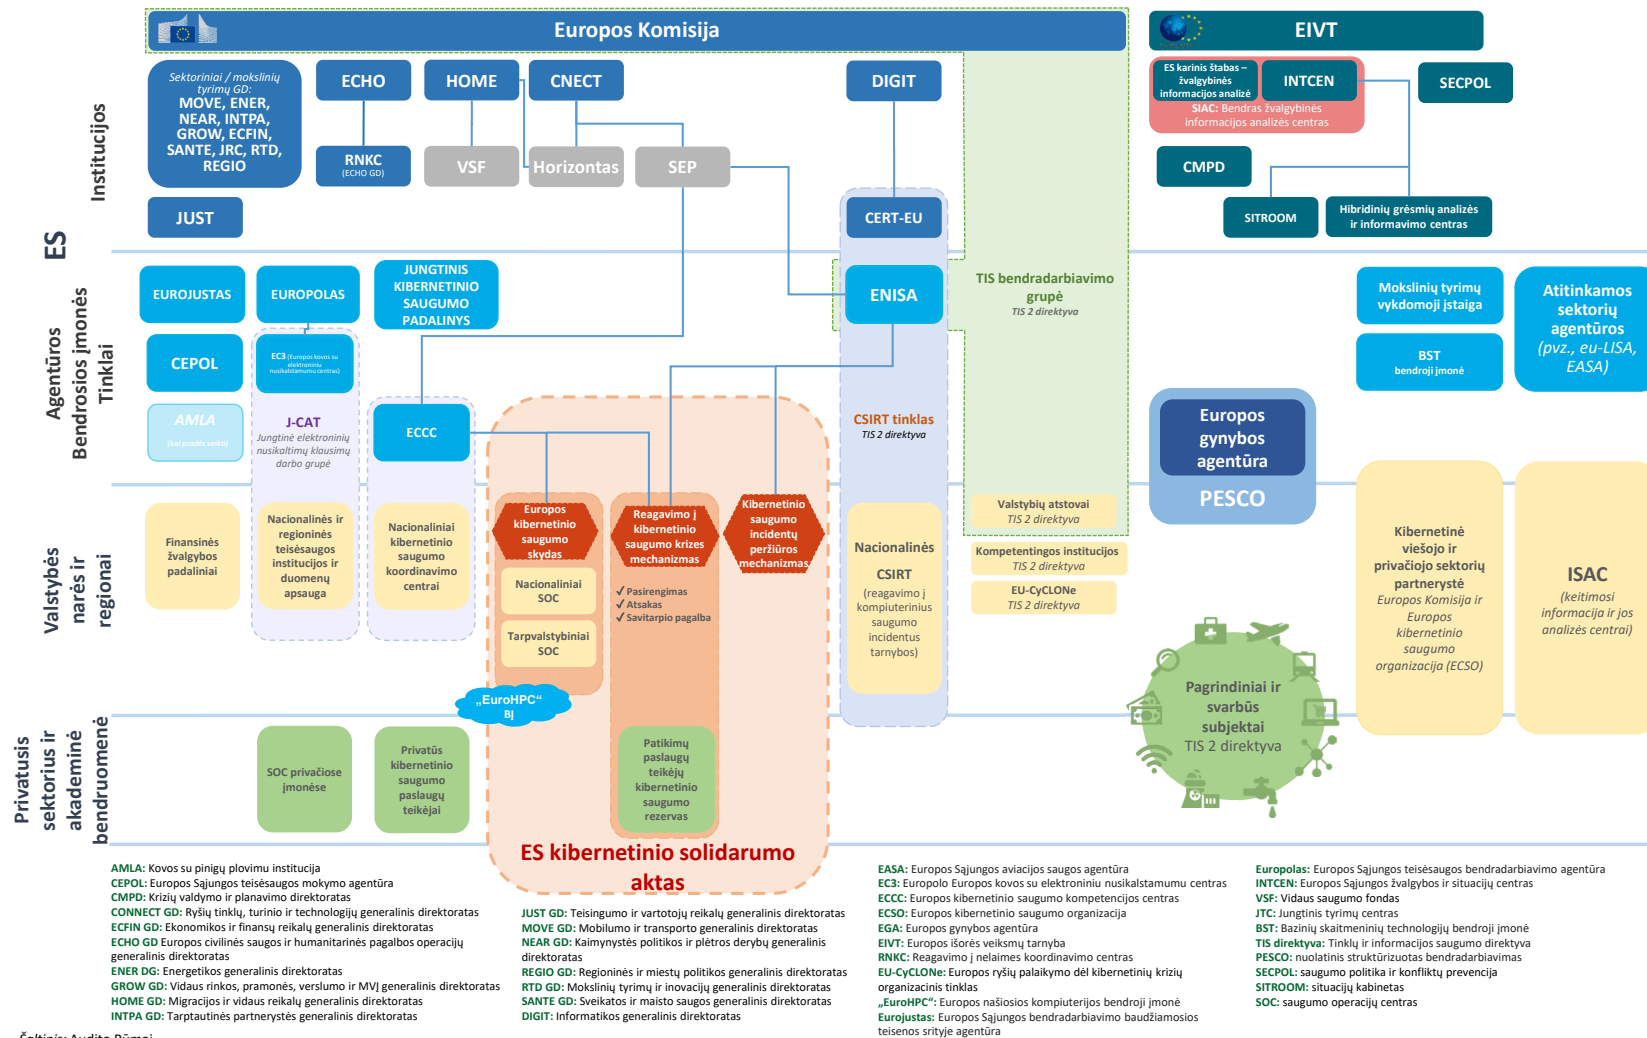 Europos Komisija
EIVT
ES
Institucijos
Sektoriniai / mokslinių
tyrimų GD:
MOVE, ENER,
NEAR, INTPA,
GROW, ECFIN,
SANTE, JRC, RTD,
REGIO
JUST
ECHO
RNKC
(ECHO GD)
HOME
VSF
CNECT
Horizontas
SEP
DIGIT
CERT-EU
ES karinis štabas –
žvalgybinės
informacijos analizė
INTCEN
SIAC: Bendras žvalgybinės
informacijos analizės centras
SECPOL
CMPD
SITROOM
Hibridinių grėsmių analizės
ir informavimo centras
Agentūros
Bendrosios įmonės
Tinklai
EUROJUSTAS
EUROPOLAS
JUNGTINIS
KIBERNETINIO
SAUGUMO
PADALINYS
CEPOL
EC3 (Europos kovos su
elektroniniu
nusikalstamumu centras)
AMLA
(kai pradės veikti)
J-CAT
Jungtinė elektroninių
nusikaltimų klausimų
darbo grupė
ECCC
ENISA
TIS bendradarbiavimo
grupė
TIS 2 direktyva
CSIRT tinklas
TIS 2 direktyva
Mokslinių tyrimų
vykdomoji įstaiga
BST
bendroji įmonė
Atitinkamos
sektorių
agentūros
(pvz., eu-LISA,
EASA)
Europos
gynybos
agentūra
PESCO
Valstybės
narės ir
regionai
Finansinės
žvalgybos
padaliniai
Nacionalinės ir
regioninės
teisėsaugos
institucijos ir
duomenų
apsauga
Nacionaliniai
kibernetinio
saugumo
koordinavimo
centrai
Europos
kibernetinio
saugumo
skydas
Reagavimo į
kibernetinio
saugumo krizes
mechanizmas
Kibernetinio
saugumo
incidentų
peržiūros
mechanizmas
Nacionaliniai
SOC
Tarpvalstybiniai
SOC
✓ Pasirengimas
✓ Atsakas
✓ Savitarpio pagalba
Nacionalinės
CSIRT
(reagavimo į
kompiuterinius
saugumo
incidentus
tarnybos)
Valstybių atstovai
TIS 2 direktyva
Kompetentingos institucijos
TIS 2 direktyva
EU-CyCLONe
TIS 2 direktyva
Kibernetinė
viešojo ir
privačiojo sektorių
partnerystė
Europos Komisija ir
Europos
kibernetinio
saugumo
organizacija (ECSO)
ISAC
(keitimosi
informacija ir jos
analizės centrai)
„EuroHPC“
BĮ
Pagrindiniai ir
svarbūs
subjektai
TIS 2 direktyva
Privatusis
sektorius ir
akademinė
bendruomenė
SOC privačiose
įmonėse
Privatūs
kibernetinio
saugumo
paslaugų
teikėjai
Patikimų
paslaugų
teikėjų
kibernetinio
saugumo
rezervas
ES kibernetinio solidarumo
aktas
AMLA: Kovos su pinigų plovimu institucija
CEPOL: Europos Sąjungos teisėsaugos mokymo agentūra
CMPD: Krizių valdymo ir planavimo direktoratas
CONNECT GD: Ryšių tinklų, turinio ir technologijų generalinis direktoratas
ECFIN GD: Ekonomikos ir finansų reikalų generalinis direktoratas
ECHO GD Europos civilinės saugos ir humanitarinės pagalbos operacijų
generalinis direktoratas
ENER DG: Energetikos generalinis direktoratas
GROW GD: Vidaus rinkos, pramonės, verslumo ir MVĮ generalinis direktoratas
HOME GD: Migracijos ir vidaus reikalų generalinis direktoratas
INTPA GD: Tarptautinės partnerystės generalinis direktoratas
JUST GD: Teisingumo ir vartotojų reikalų generalinis direktoratas
MOVE GD: Mobilumo ir transporto generalinis direktoratas
NEAR GD: Kaimynystės politikos ir plėtros derybų generalinis
direktoratas
REGIO GD: Regioninės ir miestų politikos generalinis direktoratas
RTD GD: Mokslinių tyrimų ir inovacijų generalinis direktoratas
SANTE GD: Sveikatos ir maisto saugos generalinis direktoratas
DIGIT: Informatikos generalinis direktoratas
EASA: Europos Sąjungos aviacijos saugos agentūra
EC3: Europolo Europos kovos su elektroniniu nusikalstamumu centras
ECCC: Europos kibernetinio saugumo kompetencijos centras
ECSO: Europos kibernetinio saugumo organizacija
EGA: Europos gynybos agentūra
EIVT: Europos išorės veiksmų tarnyba
RNKC: Reagavimo į nelaimes koordinavimo centras
EU-CyCLONe: Europos ryšių palaikymo dėl kibernetinių krizių
organizacinis tinklas
„EuroHPC“: Europos našiosios kompiuterijos bendroji įmonė
Eurojustas: Europos Sąjungos bendradarbiavimo baudžiamosios
teisenos srityje agentūra
Europolas: Europos Sąjungos teisėsaugos bendradarbiavimo agentūra
INTCEN: Europos Sąjungos žvalgybos ir situacijų centras
VSF: Vidaus saugumo fondas
JTC: Jungtinis tyrimų centras
BST: Bazinių skaitmeninių technologijų bendroji įmonė
TIS direktyva: Tinklų ir informacijos saugumo direktyva
PESCO: nuolatinis struktūrizuotas bendradarbiavimas
SECPOL: saugumo politika ir konfliktų prevencija
SITROOM: situacijų kabinetas
SOC: saugumo operacijų centras
Šaltinis: Audito Rūmai